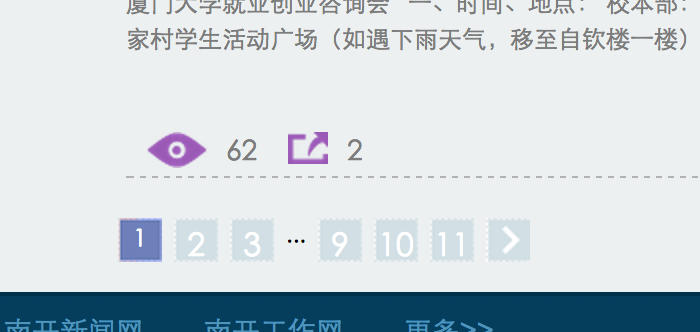 厦门大学就业创业咨询会 一、时间、地点： 校本部：
家村学生活动广场（如遇下雨天气，移至自钦楼一楼）
62 2
1 2 3 ... 9 10 11 >
南开新闻网 南开工作网 更多>>